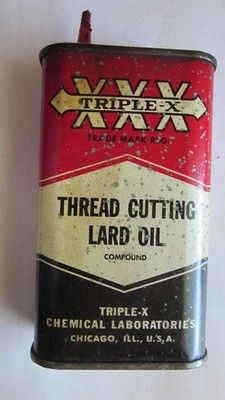 XXX
TRIPLE-X
TRADE MARK REG.
THREAD CUTTING
LARD OIL
COMPOUND
TRIPLE-X
CHEMICAL LABORATORIES
CHICAGO, ILL., U.S.A.